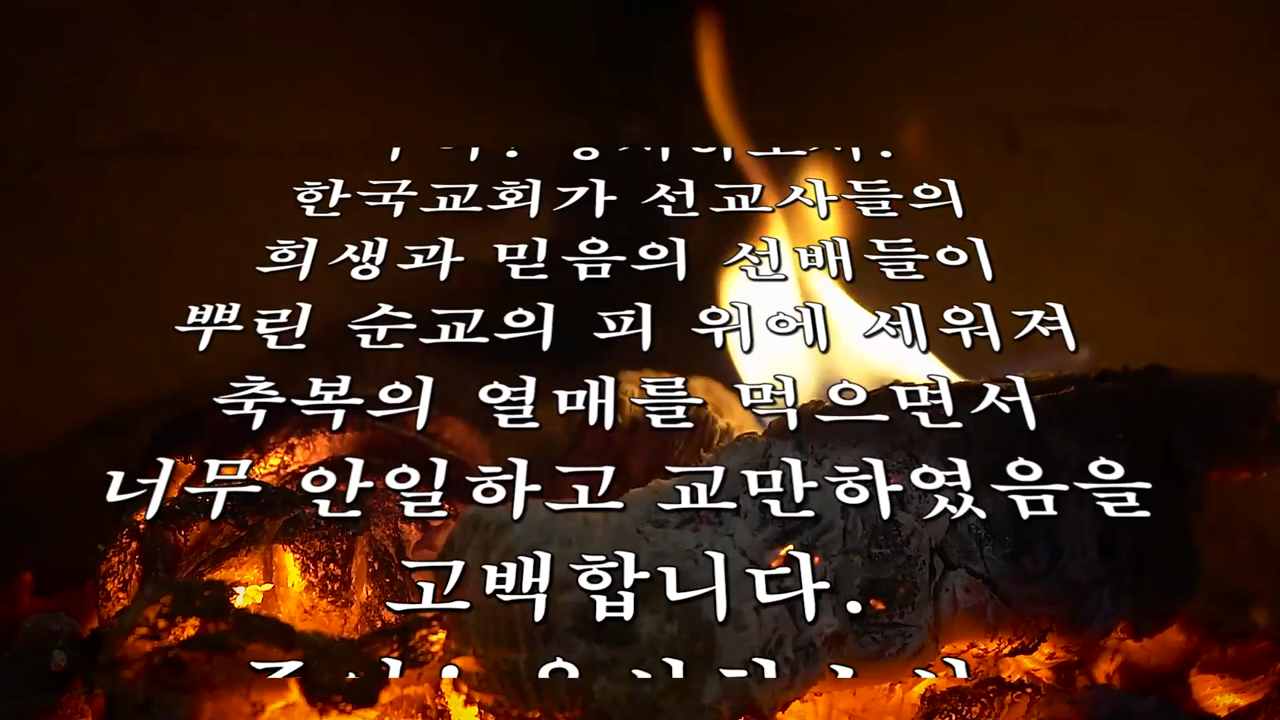 한국교회가 선교사들의
희생과 믿음의 선배들이
뿌린 순교의 피 위에 세워져
축복의 열매를 먹으면서
너무 안일하고 교만하였음을
고백합니다.